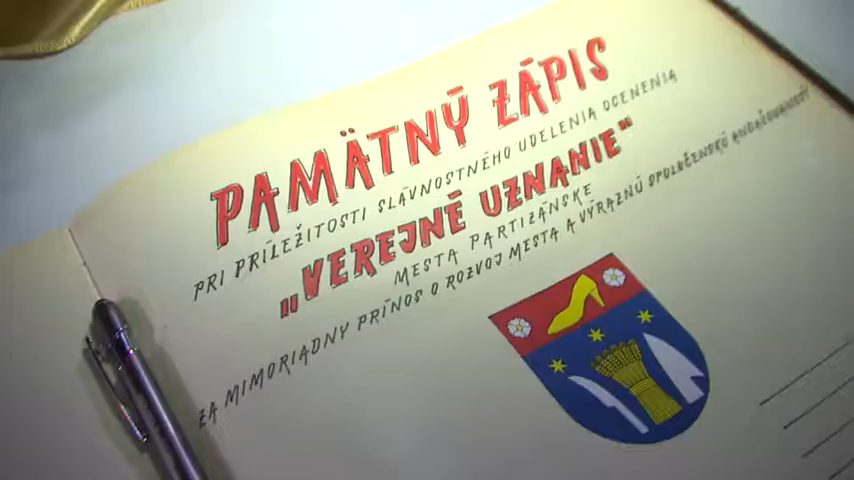 PAMÄTNÝ ZÁPIS
PRI PRÍLEŽITOSTI SLÁVNOSTNÉHO UDELENIA OCENENIA
„VEREJNÉ UZNANIE“
MESTA PARTIZÁNSKE
ZA MIMORIADNY PRÍNOS O ROZVOJ MESTA A VÝRAZNÚ SPOLOČENSKÚ ANGAŽOVANOSŤ